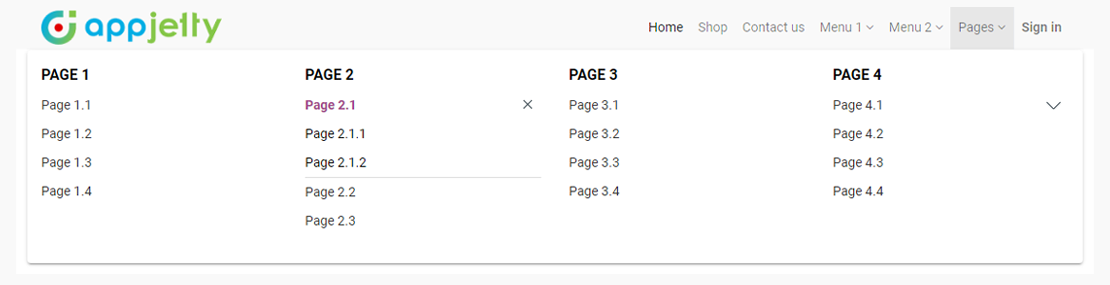 appjetty
Home Shop Contact us Menu 1 Menu 2 Pages Sign in
PAGE 1
Page 1.1
Page 1.2
Page 1.3
Page 1.4
PAGE 2
Page 2.1
Page 2.1.1
Page 2.1.2
Page 2.2
Page 2.3
PAGE 3
Page 3.1
Page 3.2
Page 3.3
Page 3.4
PAGE 4
Page 4.1
Page 4.2
Page 4.3
Page 4.4